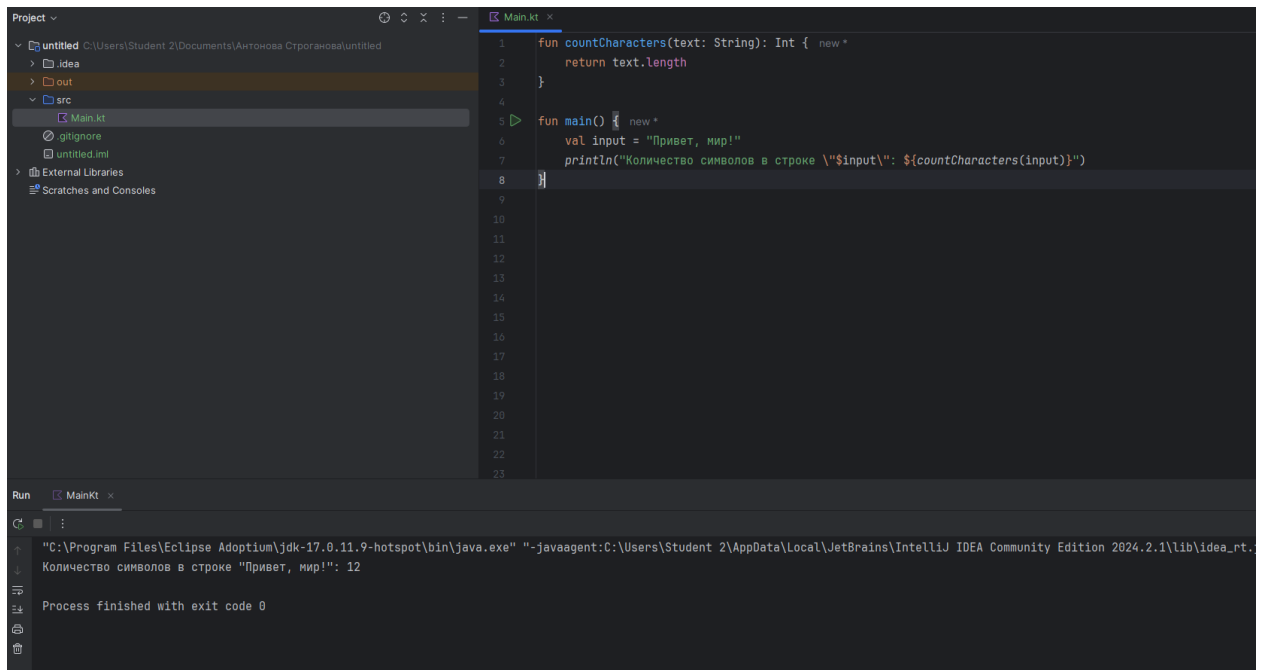 Project
Main.kt
untitled C:\Users\Student 2\Documents\Антонова Строганова\untitled
.idea
out
src
Main.kt
.gitignore
untitled.iml
External Libraries
Scratches and Consoles
1 fun countCharacters(text: String): Int { new *
2 return text.length
3 }
4
5 fun main() { new *
6 val input = "Привет, мир!"
7 println("Количество символов в строке \"$input\": ${countCharacters(input)}")
8 }
9
10
11
12
13
14
15
16
17
18
19
20
21
22
23
Run MainKt
"C:\Program Files\Eclipse Adoptium\jdk-17.0.11.9-hotspot\bin\java.exe" "-javaagent:C:\Users\Student 2\AppData\Local\JetBrains\IntelliJ IDEA Community Edition 2024.2.1\lib\idea_rt.
Количество символов в строке "Привет, мир!": 12
Process finished with exit code 0